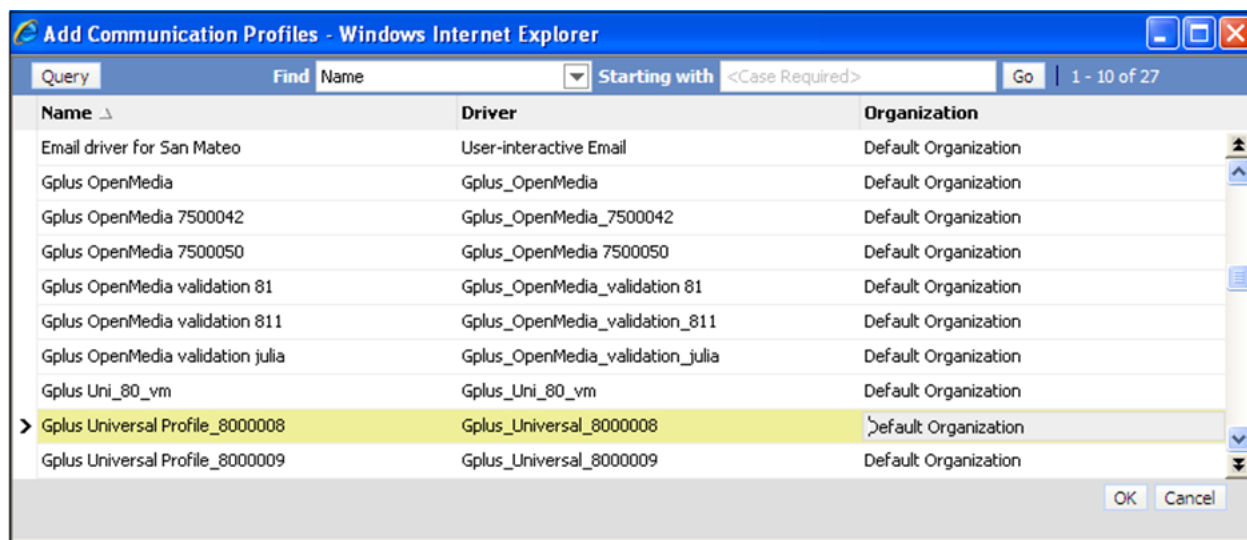 Add Communication Profiles - Windows Internet Explorer
Query Find Name Starting with <Case Required> Go 1 - 10 of 27
Name Driver Organization
Email driver for San Mateo User-interactive Email Default Organization
Gplus OpenMedia Gplus_OpenMedia Default Organization
Gplus OpenMedia 7500042 Gplus_OpenMedia_7500042 Default Organization
Gplus OpenMedia 7500050 Gplus_OpenMedia 7500050 Default Organization
Gplus OpenMedia validation 81 Gplus_OpenMedia_validation 81 Default Organization
Gplus OpenMedia validation 811 Gplus_OpenMedia_validation_811 Default Organization
Gplus OpenMedia validation julia Gplus_OpenMedia_validation_julia Default Organization
Gplus Uni_80_vm Gplus_Uni_80_vm Default Organization
Gplus Universal Profile_8000008 Gplus_Universal_8000008 Default Organization
Gplus Universal Profile_8000009 Gplus_Universal_8000009 Default Organization
OK Cancel